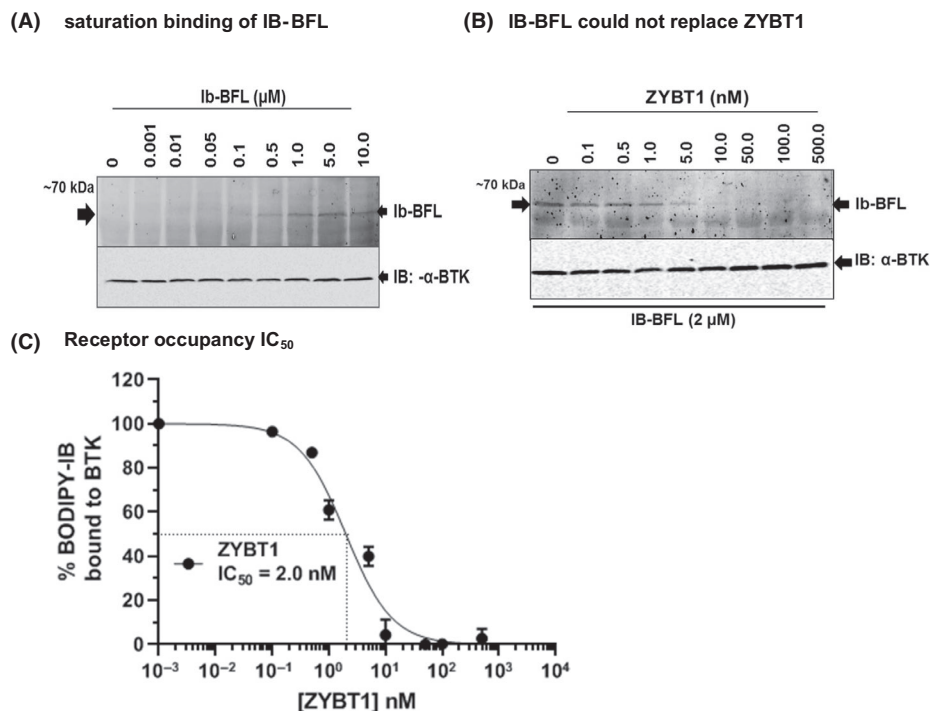 (A) saturation binding of IB-BFL
Ib-BFL (µM)
0 0.001 0.01 0.05 0.1 0.5 1.0 5.0 10.0
~70 kDa
Ib-BFL
IB: -α-BTK
(B) IB-BFL could not replace ZYBT1
ZYBT1 (nM)
0 0.1 0.5 1.0 5.0 10.0 50.0 100.0 500.0
~70 kDa
Ib-BFL
IB: α-BTK
IB-BFL (2 µM)
(C) Receptor occupancy IC₅₀
% BODIPY-IB
bound to BTK
120
100
80
60
40
20
0
ZYBT1
IC₅₀ = 2.0 nM
10⁻³ 10⁻² 10⁻¹ 10⁰ 10¹ 10² 10³ 10⁴
[ZYBT1] nM